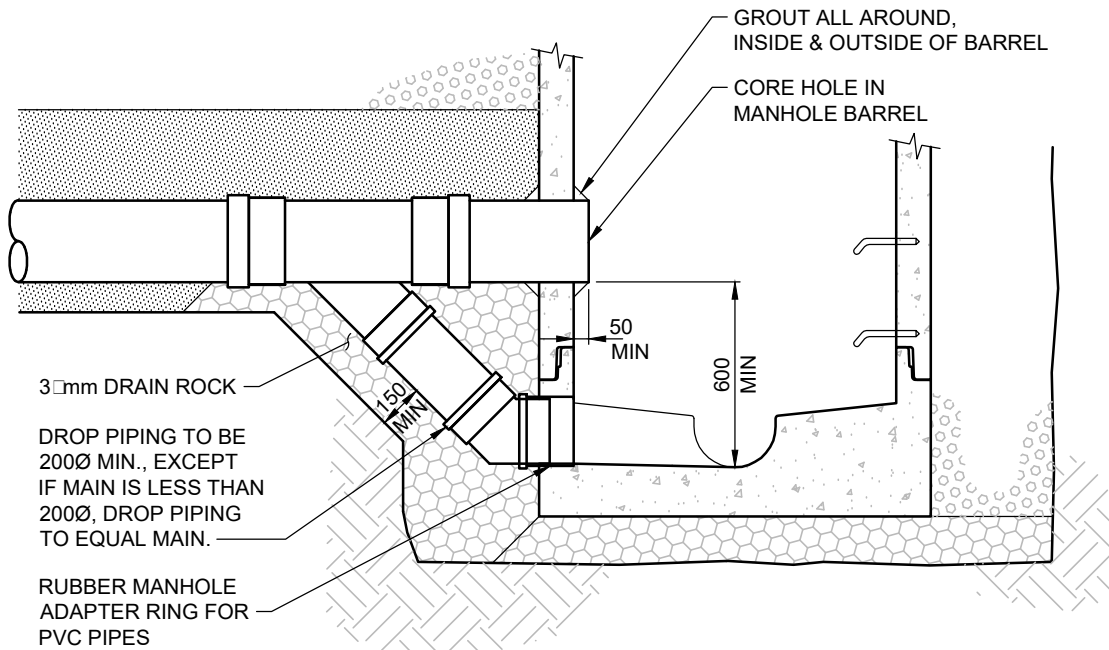 GROUT ALL AROUND,
INSIDE & OUTSIDE OF BARREL
CORE HOLE IN
MANHOLE BARREL
50
MIN
600
MIN
150
MIN
3□mm DRAIN ROCK
DROP PIPING TO BE
200Ø MIN., EXCEPT
IF MAIN IS LESS THAN
200Ø, DROP PIPING
TO EQUAL MAIN.
RUBBER MANHOLE
ADAPTER RING FOR
PVC PIPES